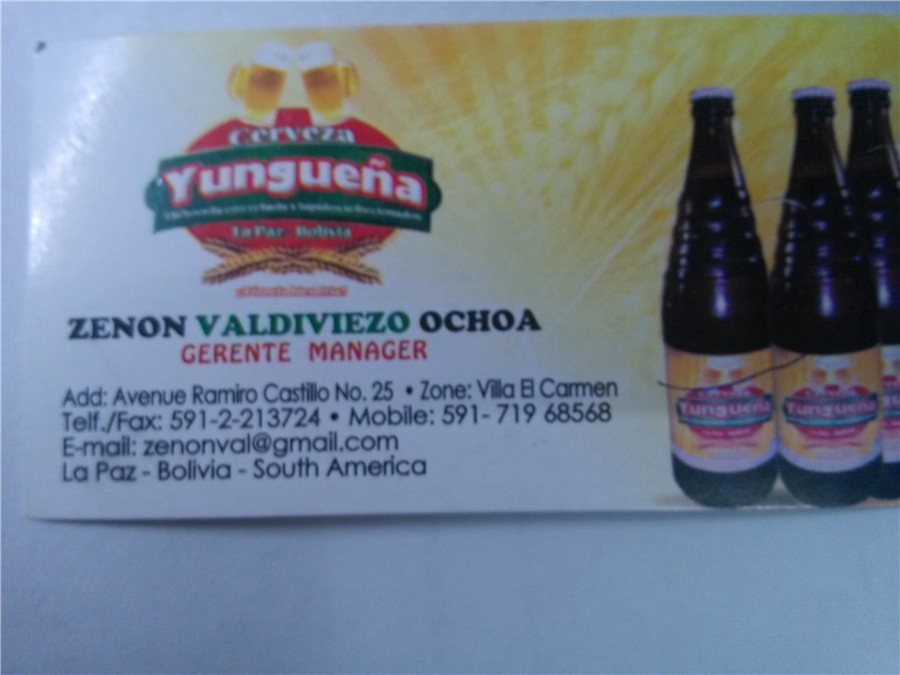 Cerveza
Yungueña
La Paz - Bolivia
ZENON VALDIVIEZO OCHOA
GERENTE MANAGER
Add: Avenue Ramiro Castillo No. 25 • Zone: Villa El Carmen
Telf./Fax: 591-2-213724 • Mobile: 591- 719 68568
E-mail: zenonval@gmail.com
La Paz - Bolivia - South America
Yungueña
Yungueña